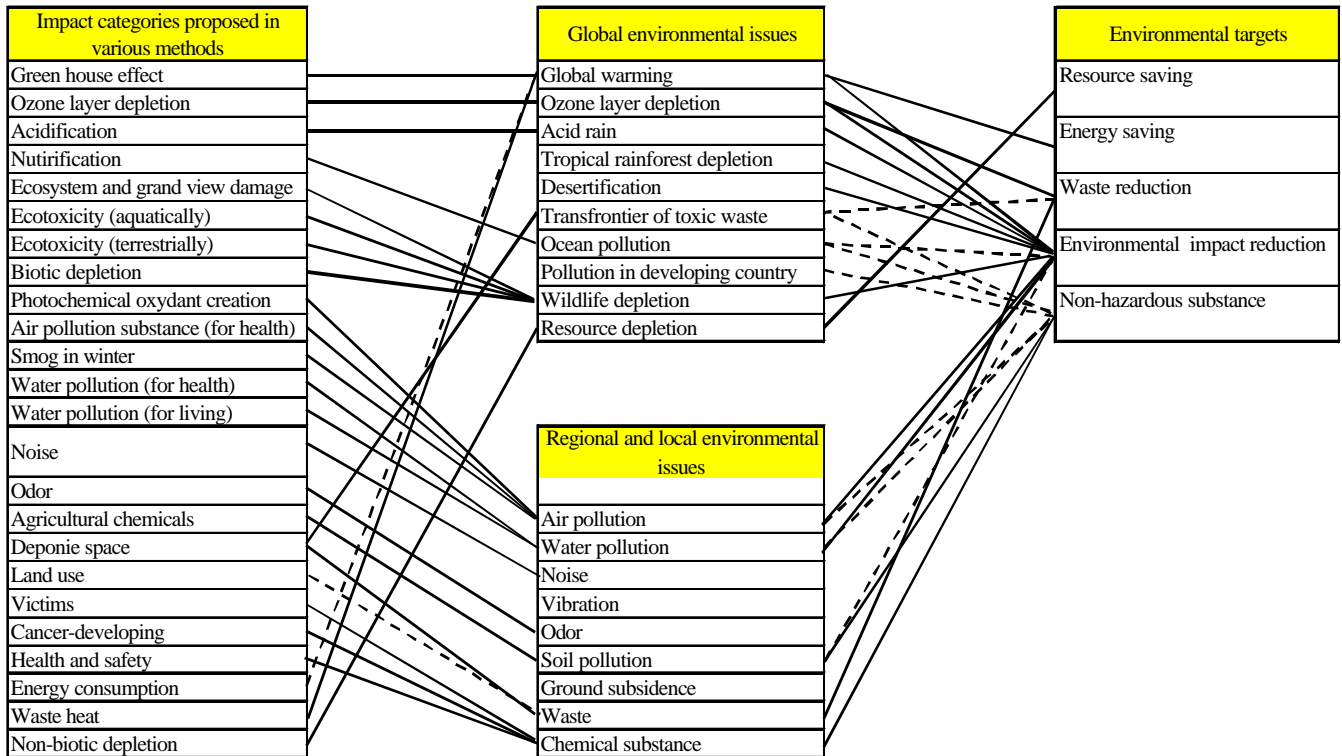 Impact categories proposed in
various methods
Green house effect
Ozone layer depletion
Acidification
Nutirification
Ecosystem and grand view damage
Ecotoxicity (aquatically)
Ecotoxicity (terrestrially)
Biotic depletion
Photochemical oxydant creation
Air pollution substance (for health)
Smog in winter
Water pollution (for health)
Water pollution (for living)
Noise
Odor
Agricultural chemicals
Deponie space
Land use
Victims
Cancer-developing
Health and safety
Energy consumption
Waste heat
Non-biotic depletion
Global environmental issues
Global warming
Ozone layer depletion
Acid rain
Tropical rainforest depletion
Desertification
Transfrontier of toxic waste
Ocean pollution
Pollution in developing country
Wildlife depletion
Resource depletion
Regional and local environmental
issues
Air pollution
Water pollution
Noise
Vibration
Odor
Soil pollution
Ground subsidence
Waste
Chemical substance
Environmental targets
Resource saving
Energy saving
Waste reduction
Environmental impact reduction
Non-hazardous substance